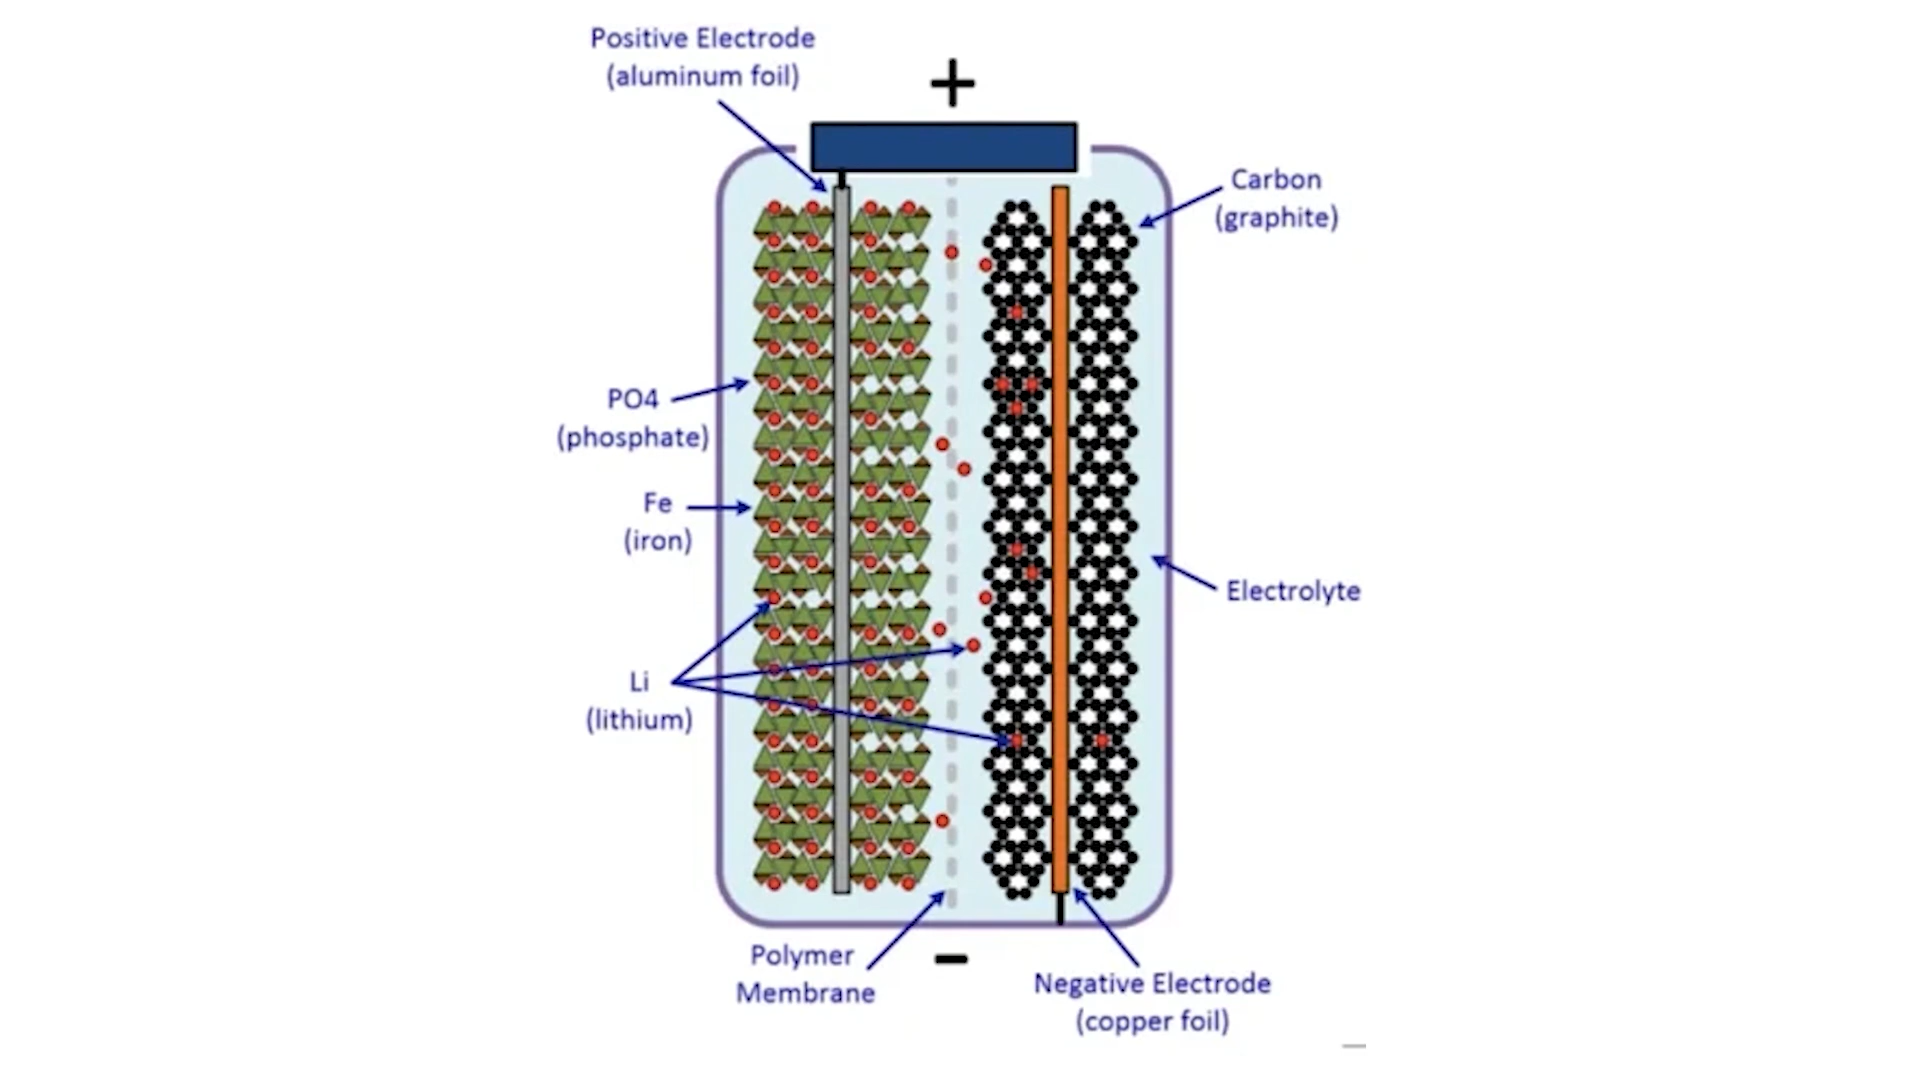 Positive Electrode
(aluminum foil)
+
Carbon
(graphite)
PO4
(phosphate)
Fe
(iron)
Electrolyte
Li
(lithium)
Polymer
Membrane
−
Negative Electrode
(copper foil)